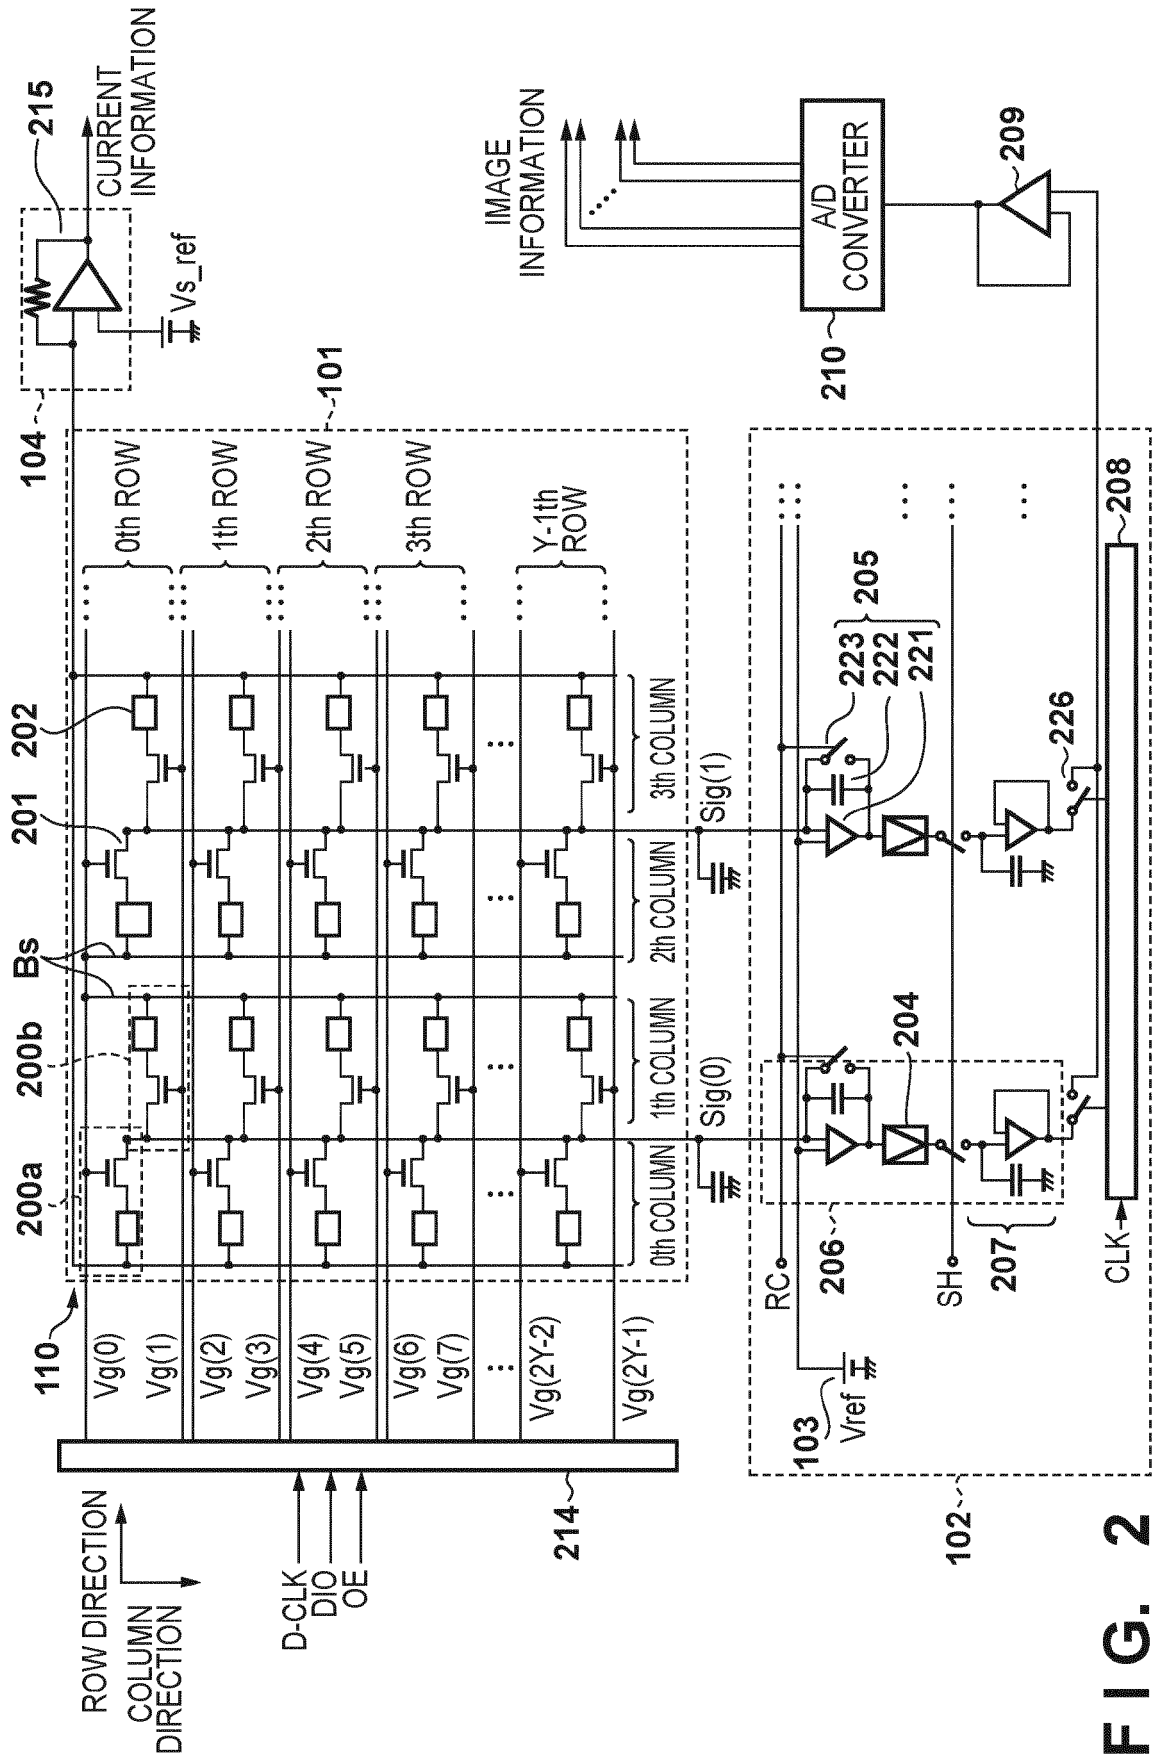 ROW DIRECTION
COLUMN
DIRECTION
D-CLK
DIO
OE
214
110
Vg(0)
Vg(1)
Vg(2)
Vg(3)
Vg(4)
Vg(5)
Vg(6)
Vg(7)
Vg(2Y-2)
Vg(2Y-1)
200a
200b
Bs
201
202
104
215
CURRENT
INFORMATION
Vs_ref
101
0th ROW
1th ROW
2th ROW
3th ROW
Y-1th
ROW
0th COLUMN
1th COLUMN
2th COLUMN
3th COLUMN
Sig(0)
Sig(1)
IMAGE
INFORMATION
A/D
CONVERTER
210
209
103
Vref
RC
206
SH
207
204
223
222
221
205
226
208
CLK
102
FIG. 2